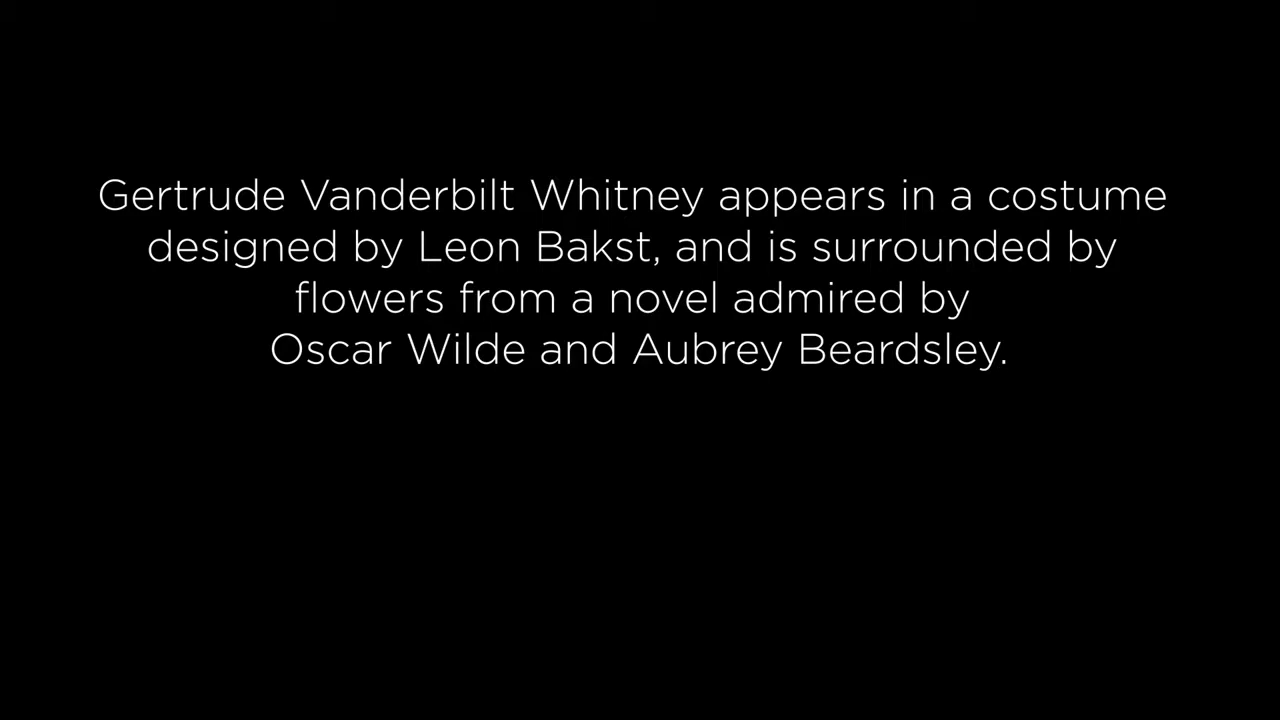 Gertrude Vanderbilt Whitney appears in a costume
designed by Leon Bakst, and is surrounded by
flowers from a novel admired by
Oscar Wilde and Aubrey Beardsley.